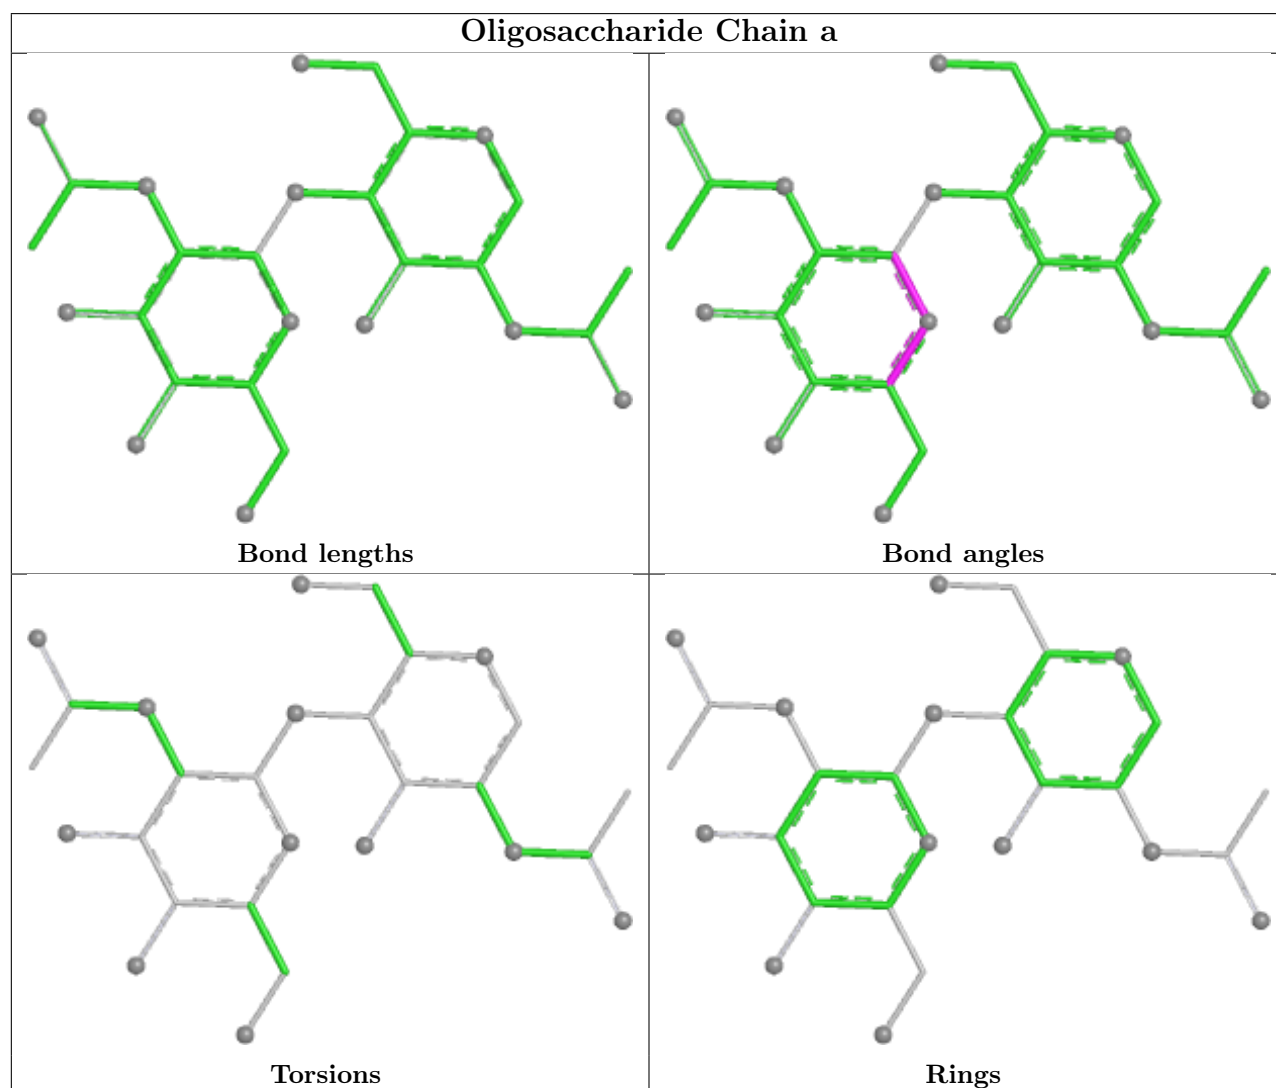 Oligosaccharide Chain a
Bond lengths
Bond angles
Torsions
Rings